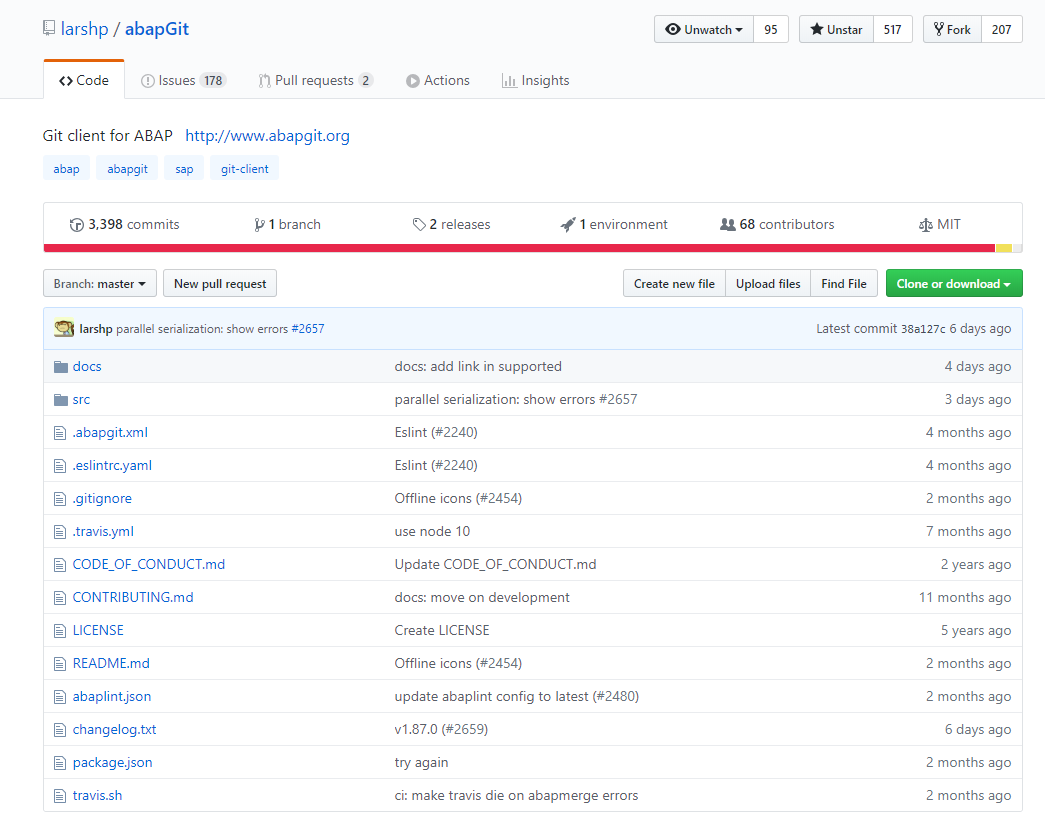 larshp / abapGit Unwatch 95 Unstar 517 Fork 207
Code Issues 178 Pull requests 2 Actions Insights
Git client for ABAP http://www.abapgit.org
abap abapgit sap git-client
3,398 commits 1 branch 2 releases 1 environment 68 contributors MIT
Branch: master New pull request Create new file Upload files Find File Clone or download
larshp parallel serialization: show errors #2657 Latest commit 38a127c 6 days ago
docs docs: add link in supported 4 days ago
src parallel serialization: show errors #2657 3 days ago
.abapgit.xml Eslint (#2240) 4 months ago
.eslintrc.yaml Eslint (#2240) 4 months ago
.gitignore Offline icons (#2454) 2 months ago
.travis.yml use node 10 7 months ago
CODE_OF_CONDUCT.md Update CODE_OF_CONDUCT.md 2 years ago
CONTRIBUTING.md docs: move on development 11 months ago
LICENSE Create LICENSE 5 years ago
README.md Offline icons (#2454) 2 months ago
abaplint.json update abaplint config to latest (#2480) 2 months ago
changelog.txt v1.87.0 (#2659) 6 days ago
package.json try again 2 months ago
travis.sh ci: make travis die on abapmerge errors 2 months ago